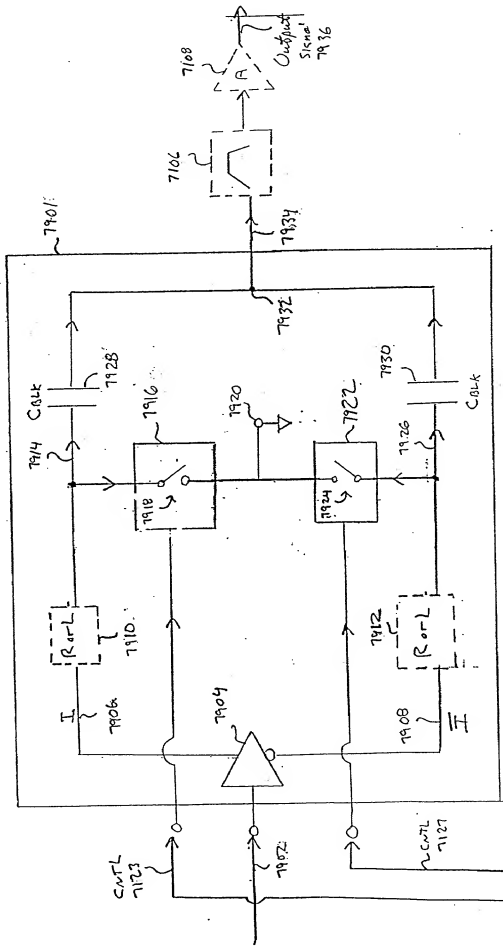 7901
7108
A
Output
Signal
7936
7106
7934
7932
CBLK
7928
7914
7916
7918
7920
7922
7924
7930
7926
CBLK
R or L
7910
R or L
7912
I
7906
7904
7908
II
7902
CNTL
7123
CNTL
7127